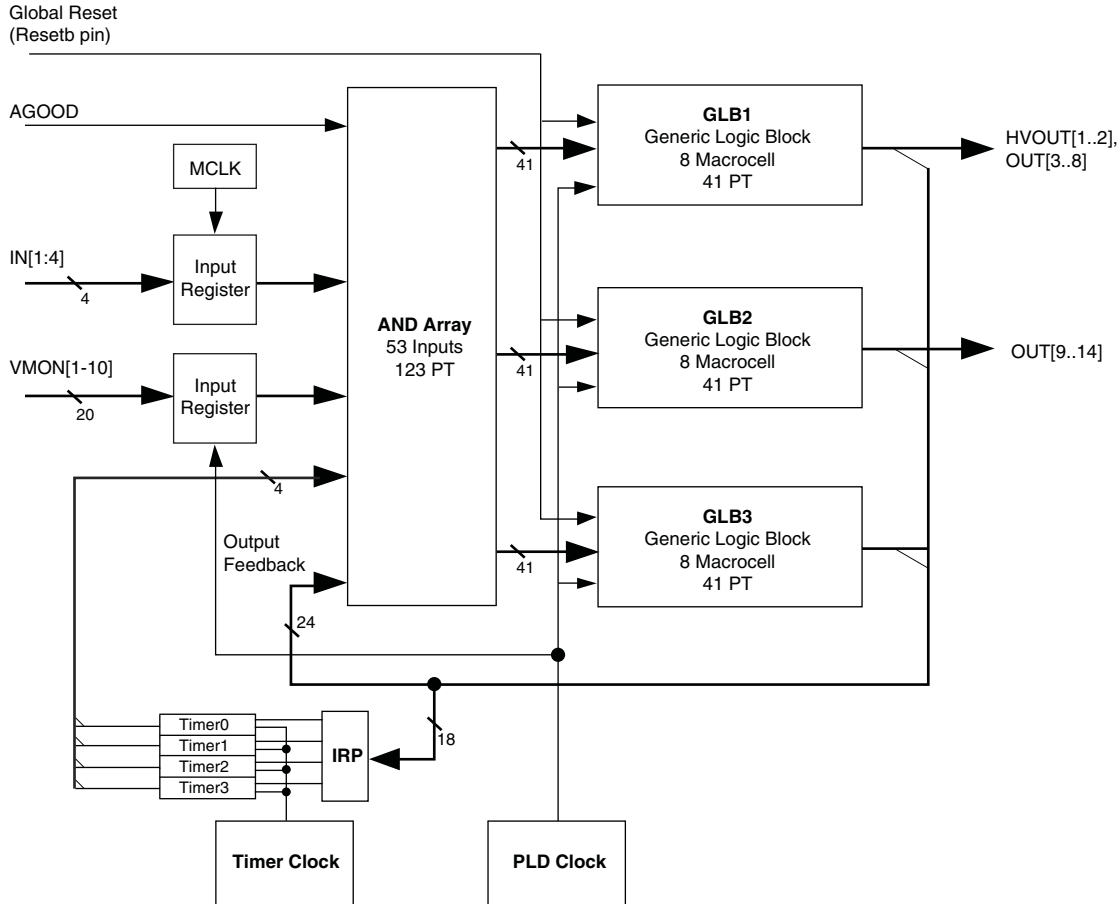 Global Reset
(Resetb pin)
AGOOD
MCLK
IN[1:4]
4
Input
Register
VMON[1-10]
20
Input
Register
4
Output
Feedback
24
AND Array
53 Inputs
123 PT
41
41
41
GLB1
Generic Logic Block
8 Macrocell
41 PT
HVOUT[1..2],
OUT[3..8]
GLB2
Generic Logic Block
8 Macrocell
41 PT
OUT[9..14]
GLB3
Generic Logic Block
8 Macrocell
41 PT
18
Timer0
Timer1
Timer2
Timer3
IRP
Timer Clock
PLD Clock